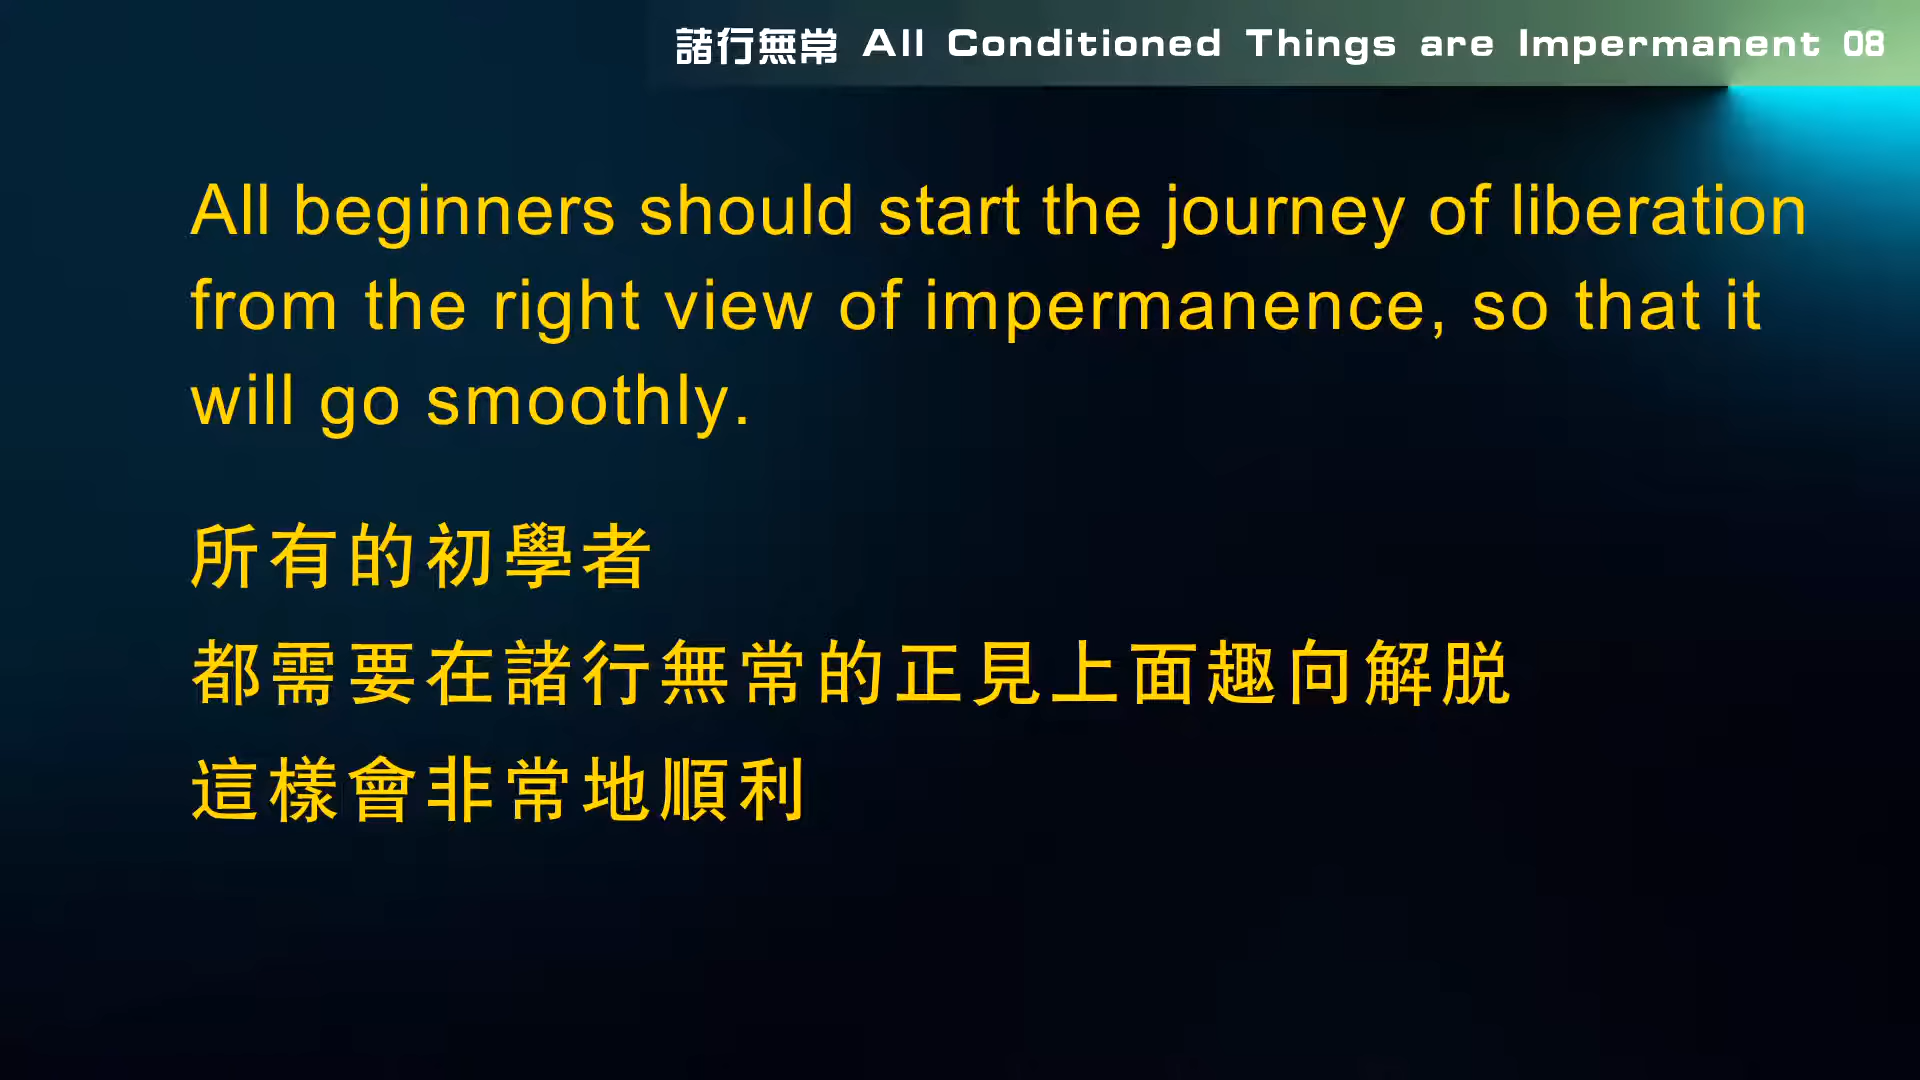 諸行無常 All Conditioned Things are Impermanent 08
All beginners should start the journey of liberation
from the right view of impermanence, so that it
will go smoothly.
所有的初學者
都需要在諸行無常的正見上面趣向解脱
這樣會非常地順利